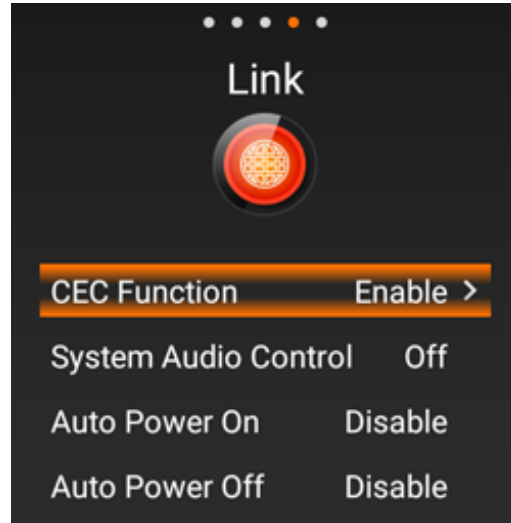 Link
CEC Function Enable >
System Audio Control Off
Auto Power On Disable
Auto Power Off Disable